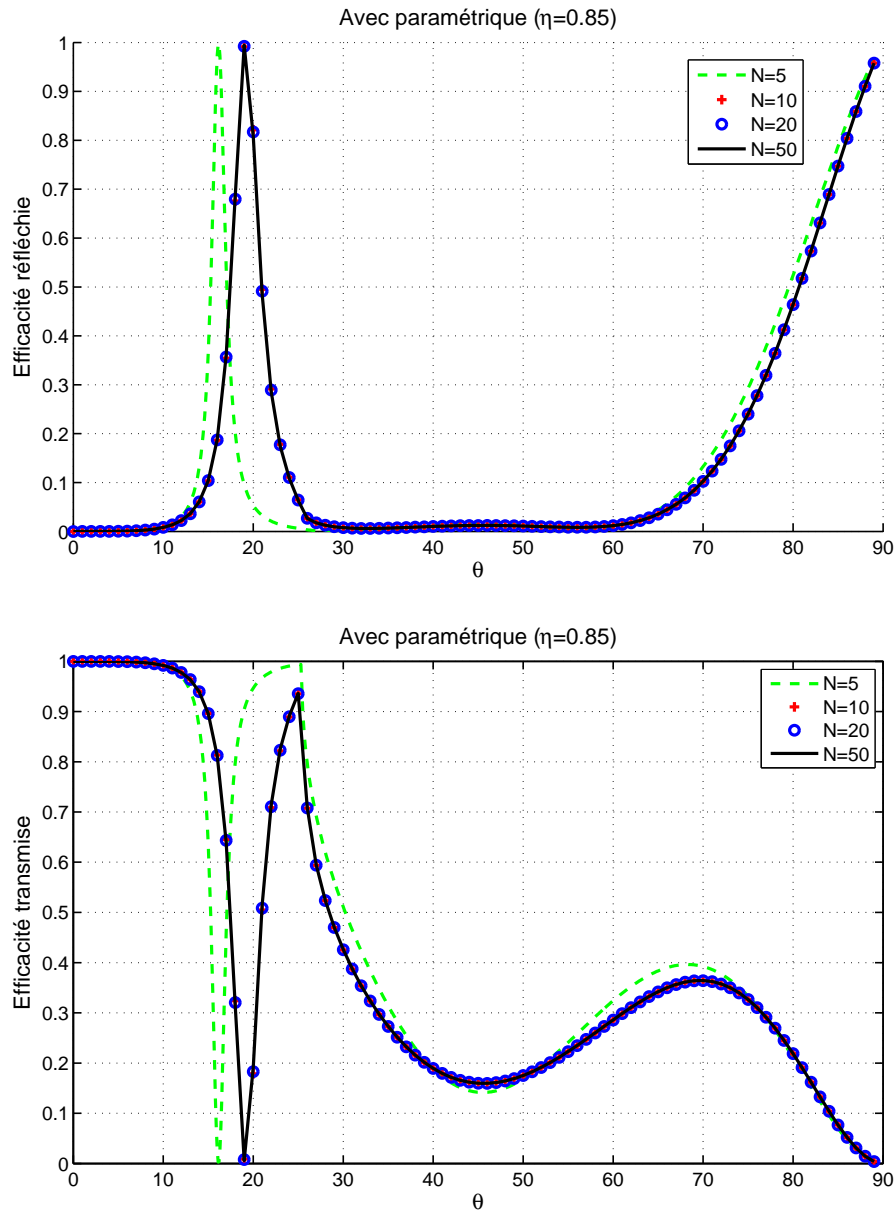 Avec paramétrique (η=0.85)
1
0.9
0.8
0.7
0.6
0.5
0.4
0.3
0.2
0.1
0
Efficacité réfléchie
N=5
N=10
N=20
N=50
0 10 20 30 40 50 60 70 80 90
θ
Avec paramétrique (η=0.85)
1
0.9
0.8
0.7
0.6
0.5
0.4
0.3
0.2
0.1
0
Efficacité transmise
N=5
N=10
N=20
N=50
0 10 20 30 40 50 60 70 80 90
θ